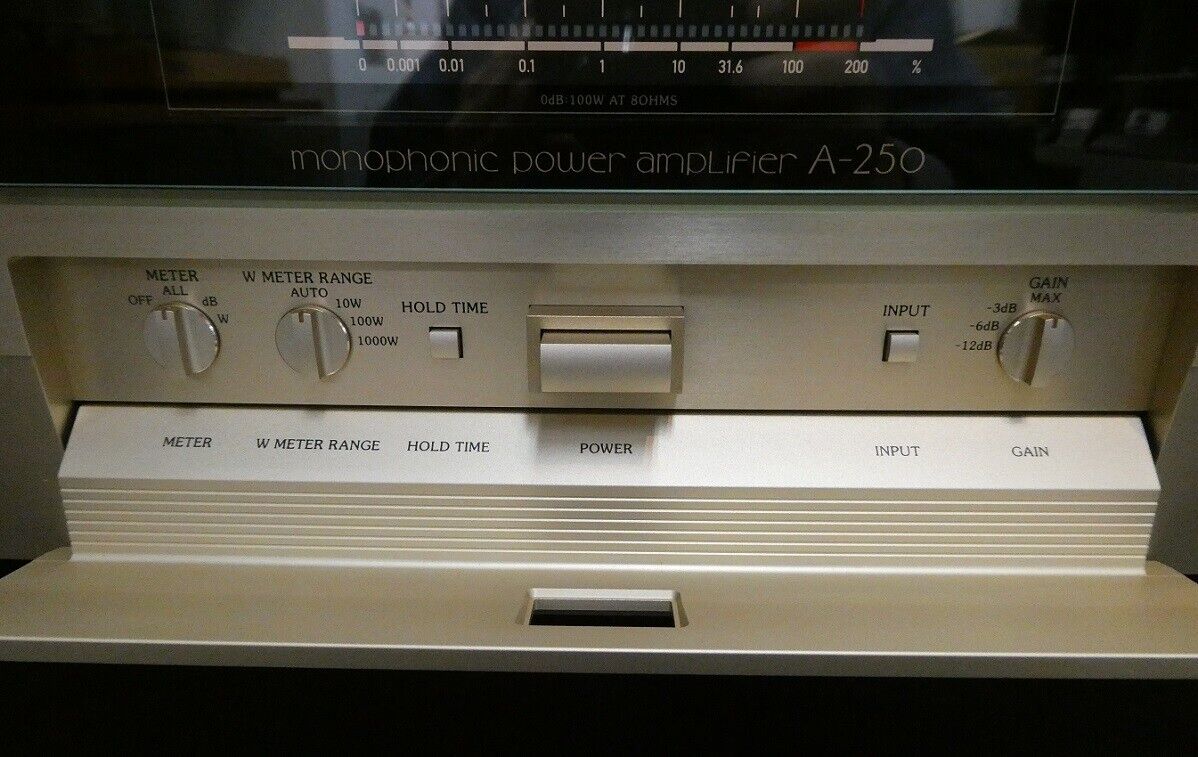 0 0.001 0.01 0.1 1 10 31.6 100 200 %
0dB:100W AT 8OHMS
monophonic power amplifier A-250
METER
ALL
OFF dB
W
W METER RANGE
AUTO
10W
100W
1000W
HOLD TIME
INPUT
GAIN
MAX
-3dB
-6dB
-12dB
METER W METER RANGE HOLD TIME POWER INPUT GAIN